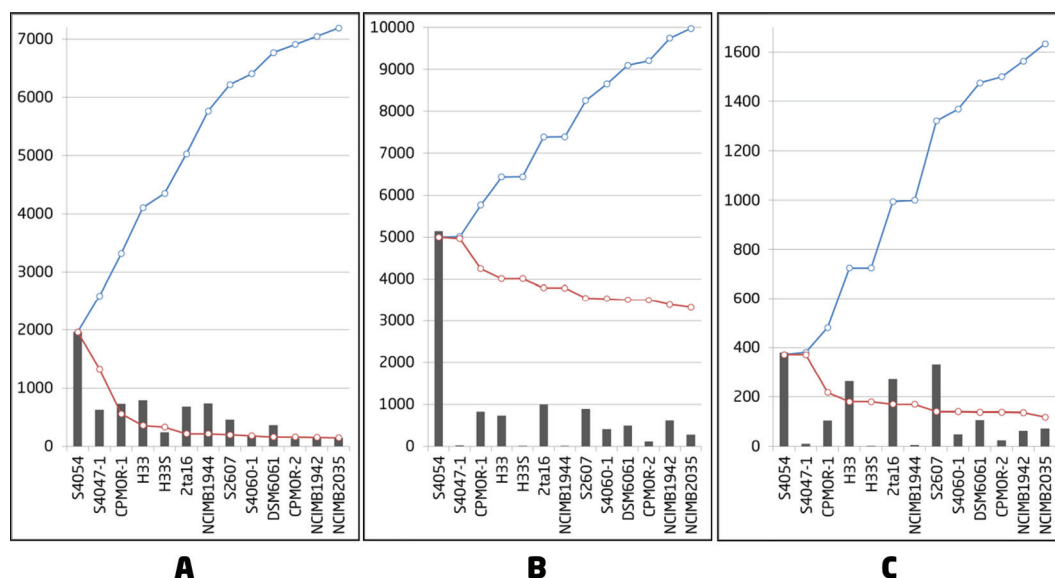 7000
6000
5000
4000
3000
2000
1000
0
S4054
S4047-1
CPMOR-1
H33
H33S
2ta16
NCIMB1944
S2607
S4060-1
DSM6061
CPMOR-2
NCIMB1942
NCIMB2035
A
10000
9000
8000
7000
6000
5000
4000
3000
2000
1000
0
S4054
S4047-1
CPMOR-1
H33
H33S
2ta16
NCIMB1944
S2607
S4060-1
DSM6061
CPMOR-2
NCIMB1942
NCIMB2035
B
1600
1400
1200
1000
800
600
400
200
0
S4054
S4047-1
CPMOR-1
H33
H33S
2ta16
NCIMB1944
S2607
S4060-1
DSM6061
CPMOR-2
NCIMB1942
NCIMB2035
C